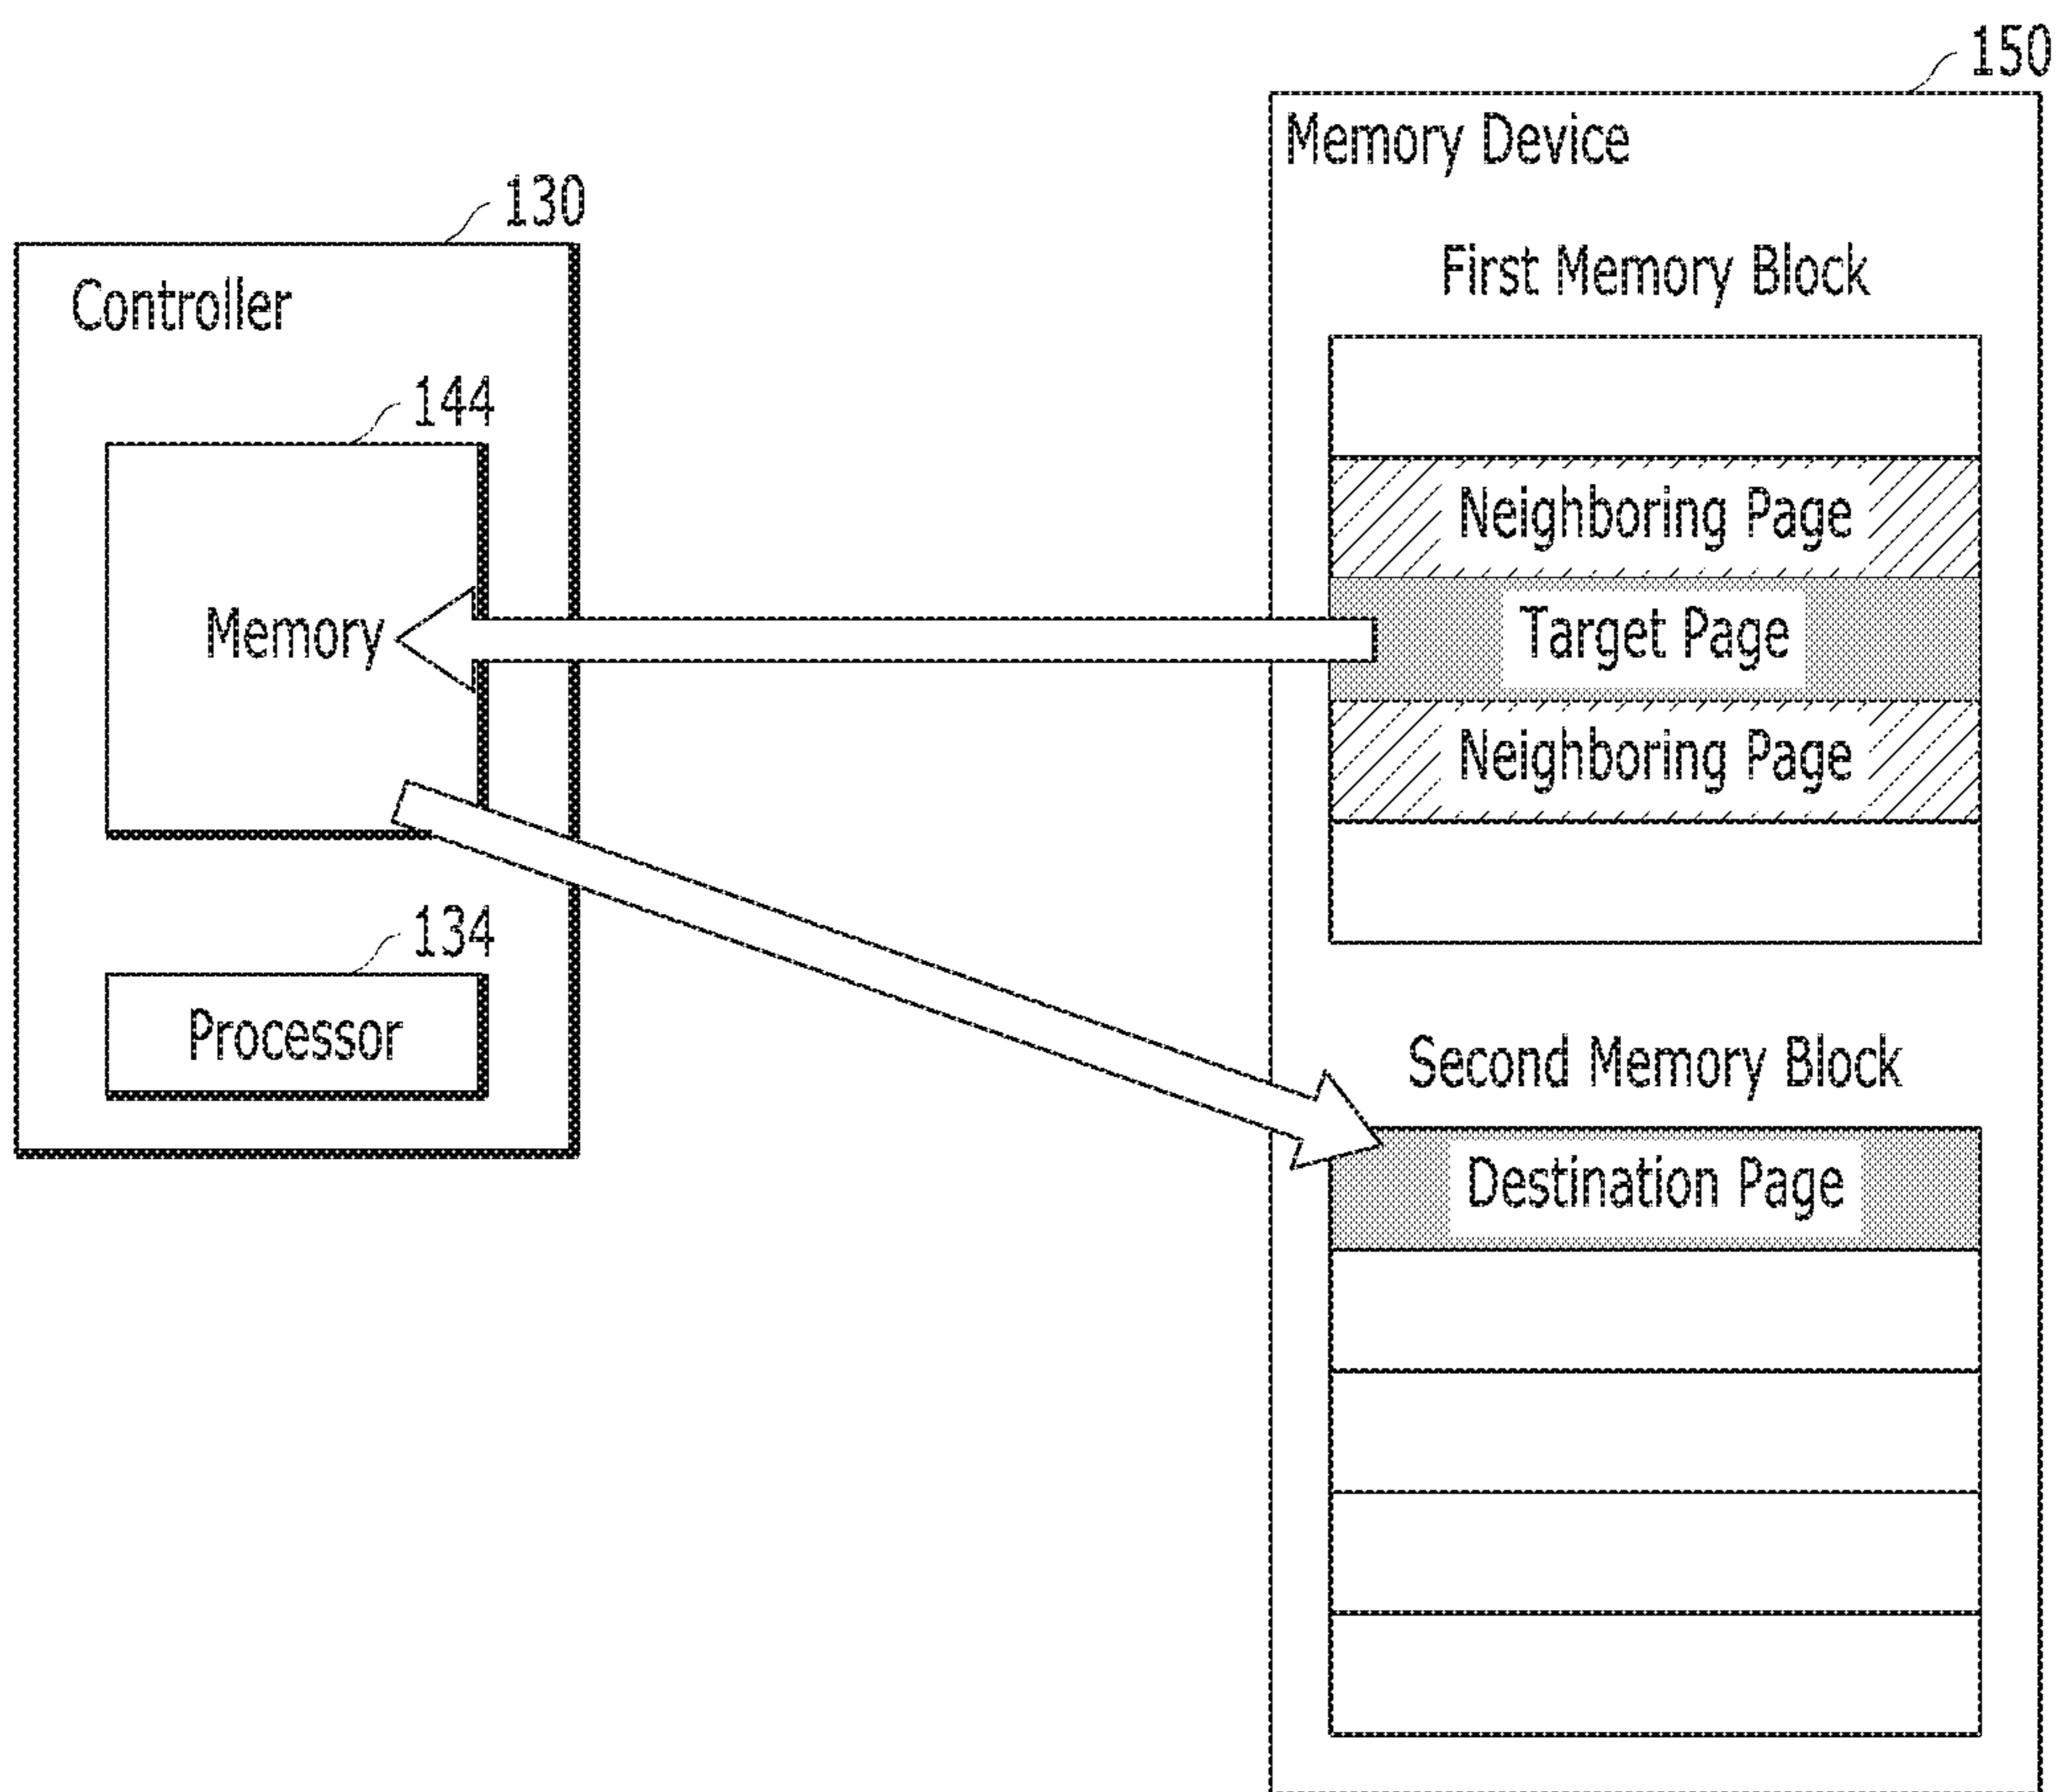 150
Memory Device
130
First Memory Block
Controller
144
Neighboring Page
Memory
Target Page
Neighboring Page
134
Processor
Second Memory Block
Destination Page